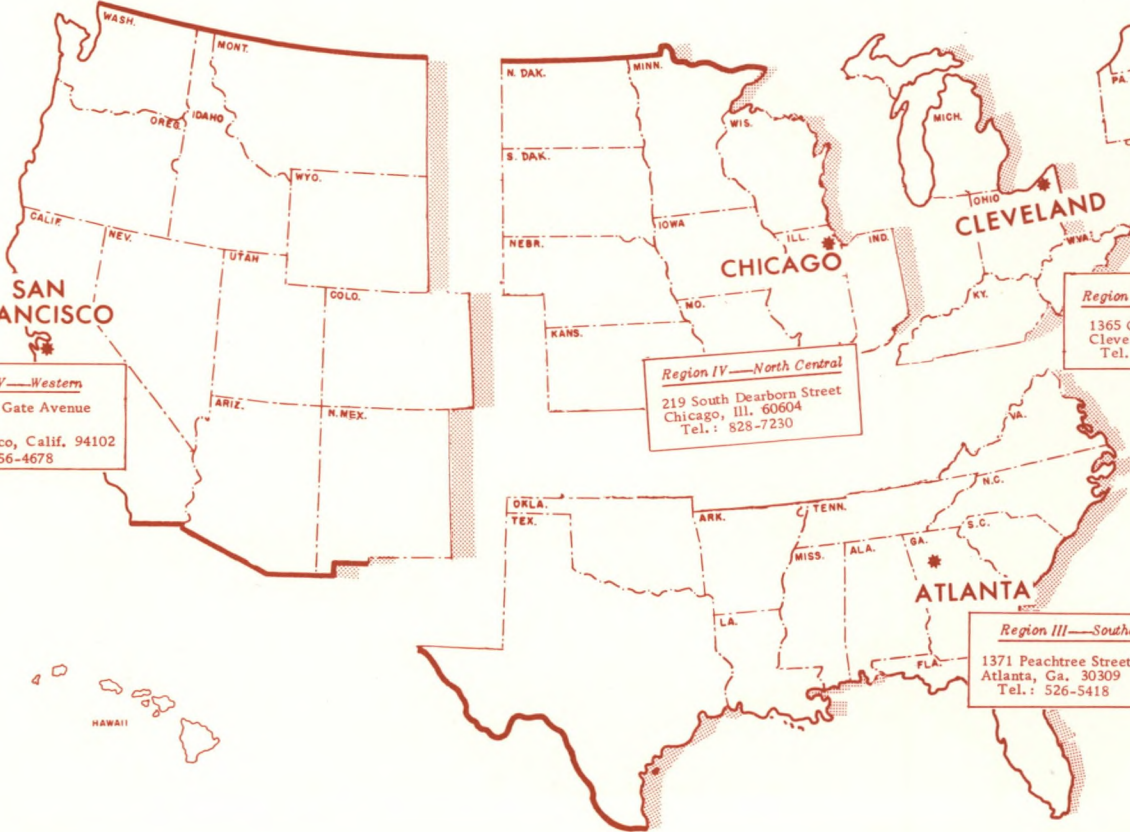 WASH.
MONT.
OREG.
IDAHO
WYO.
CALIF.
NEV.
UTAH
COLO.
ARIZ.
N.MEX.
SAN
ANCISCO
V—Western
Gate Avenue
co, Calif. 94102
56-4678
HAWAII
N. DAK.
MINN.
S. DAK.
WIS.
NEBR.
IOWA
ILL.
IND.
CHICAGO
MO.
KANS.
Region IV—North Central
219 South Dearborn Street
Chicago, Ill. 60604
Tel.: 828-7230
MICH.
PA.
OHIO
CLEVELAND
W.VA.
KY.
Region
1365
Cleve
Tel.
VA.
N.C.
OKLA.
TEX.
ARK.
TENN.
S.C.
MISS.
ALA.
GA.
ATLANTA
LA.
FLA.
Region III—South
1371 Peachtree Street
Atlanta, Ga. 30309
Tel.: 526-5418